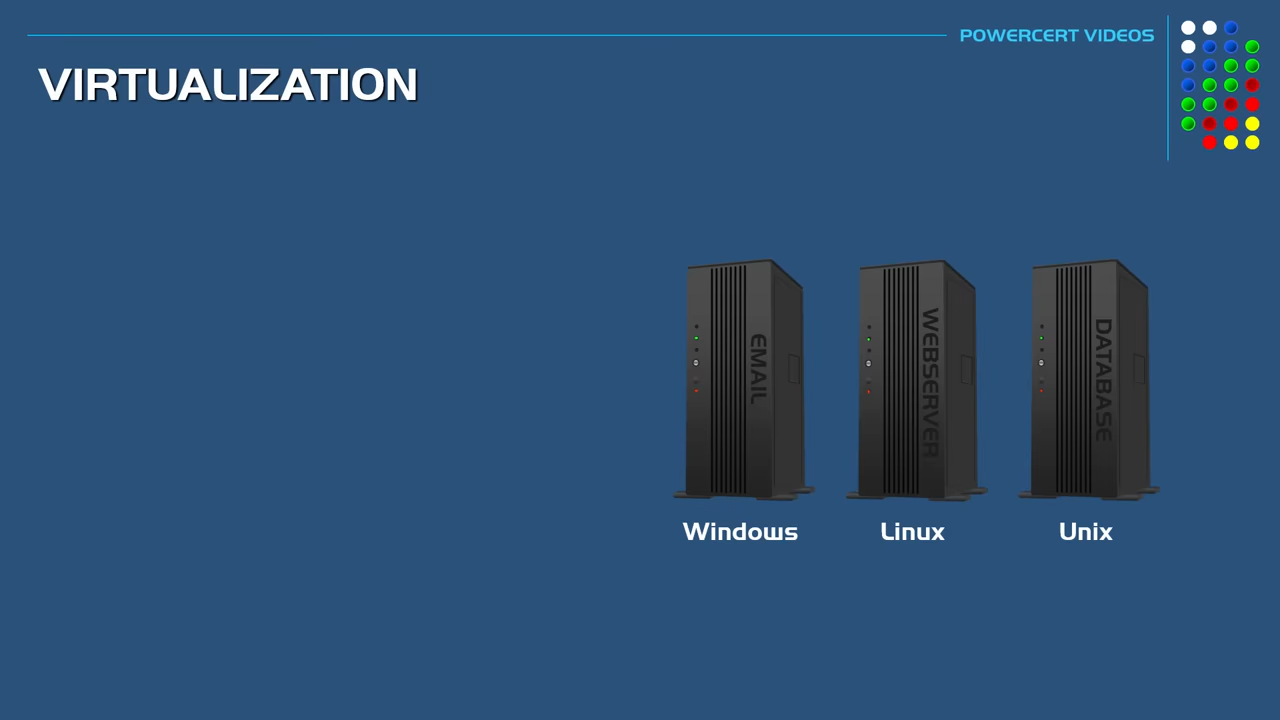 POWERCERT VIDEOS
VIRTUALIZATION
EMAIL
WEBSERVER
DATABASE
Windows
Linux
Unix